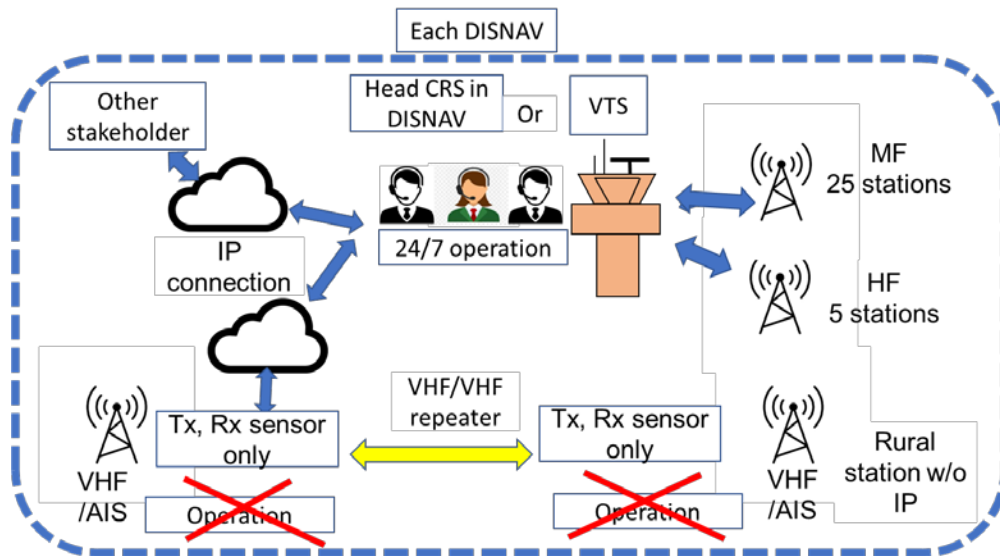 Each DISNAV
Other
stakeholder
Head CRS in
DISNAV
Or
VTS
MF
25 stations
24/7 operation
IP
connection
HF
5 stations
VHF/VHF
repeater
Tx, Rx sensor
only
Tx, Rx sensor
only
VHF
/AIS
Operation
Operation
VHF
/AIS
Rural
station w/o
IP